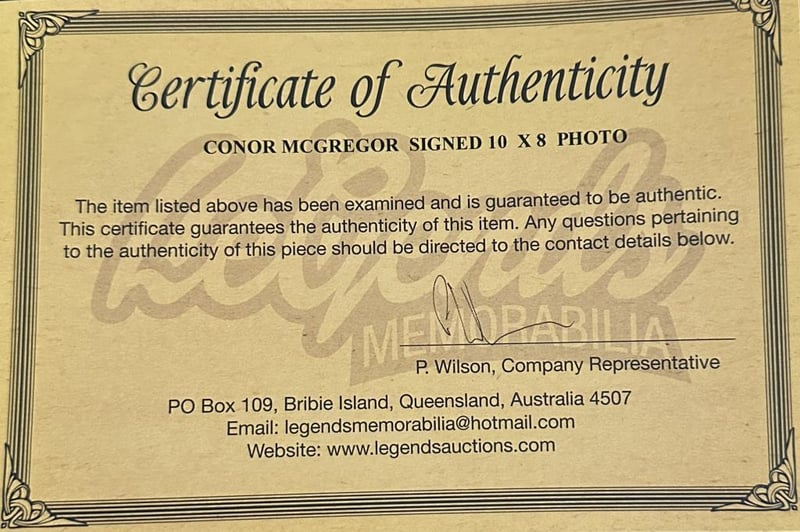 Certificate of Authenticity
CONOR MCGREGOR SIGNED 10 X 8 PHOTO
Legends
The item listed above has been examined and is guaranteed to be authentic.
This certificate guarantees the authenticity of this item. Any questions pertaining
to the authenticity of this piece should be directed to the contact details below.
MEMORABILIA
P. Wilson, Company Representative
PO Box 109, Bribie Island, Queensland, Australia 4507
Email: legendsmemorabilia@hotmail.com
Website: www.legendsauctions.com